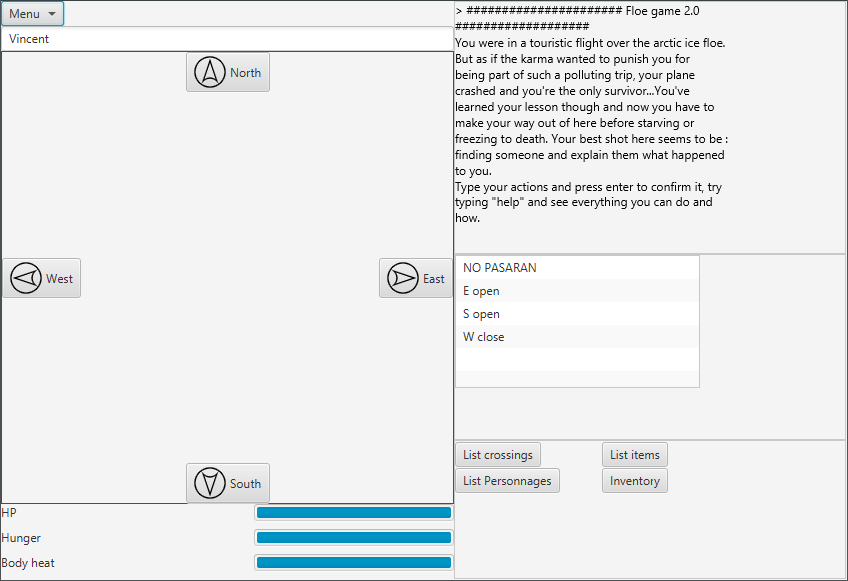 Menu
Vincent
North
West
East
South
HP
Hunger
Body heat
> ###################### Floe game 2.0
###################
You were in a touristic flight over the arctic ice floe.
But as if the karma wanted to punish you for
being part of such a polluting trip, your plane
crashed and you're the only survivor...You've
learned your lesson though and now you have to
make your way out of here before starving or
freezing to death. Your best shot here seems to be :
finding someone and explain them what happened
to you.
Type your actions and press enter to confirm it, try
typing "help" and see everything you can do and
how.
NO PASARAN
E open
S open
W close
List crossings
List items
List Personnages
Inventory